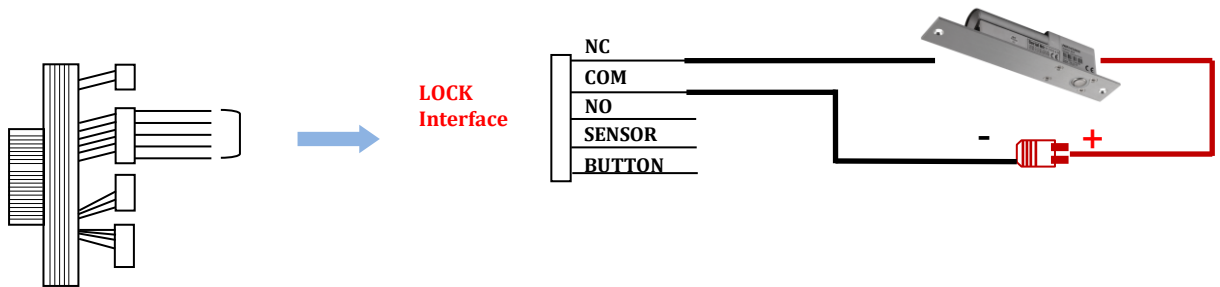 LOCK
Interface
NC
COM
NO
SENSOR
BUTTON
-
+